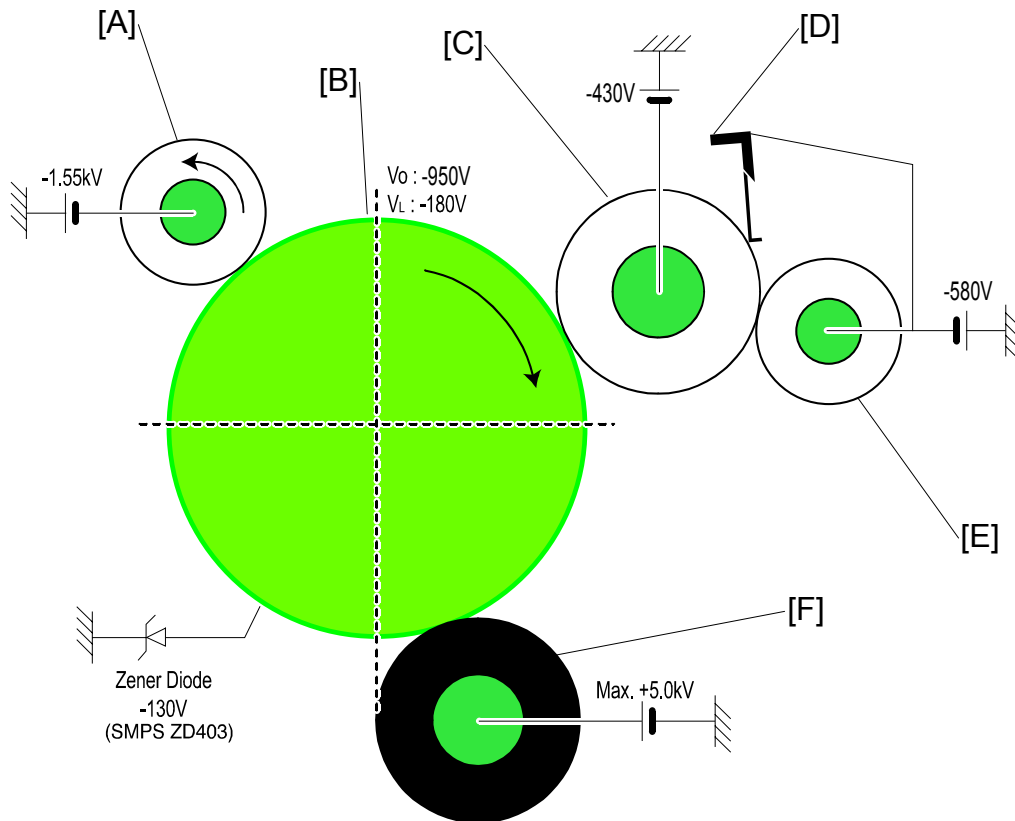 [A]
[B]
[C]
[D]
-430V
-1.55kV
Vo : -950V
VL : -180V
-580V
[E]
[F]
Zener Diode
-130V
(SMPS ZD403)
Max. +5.0kV